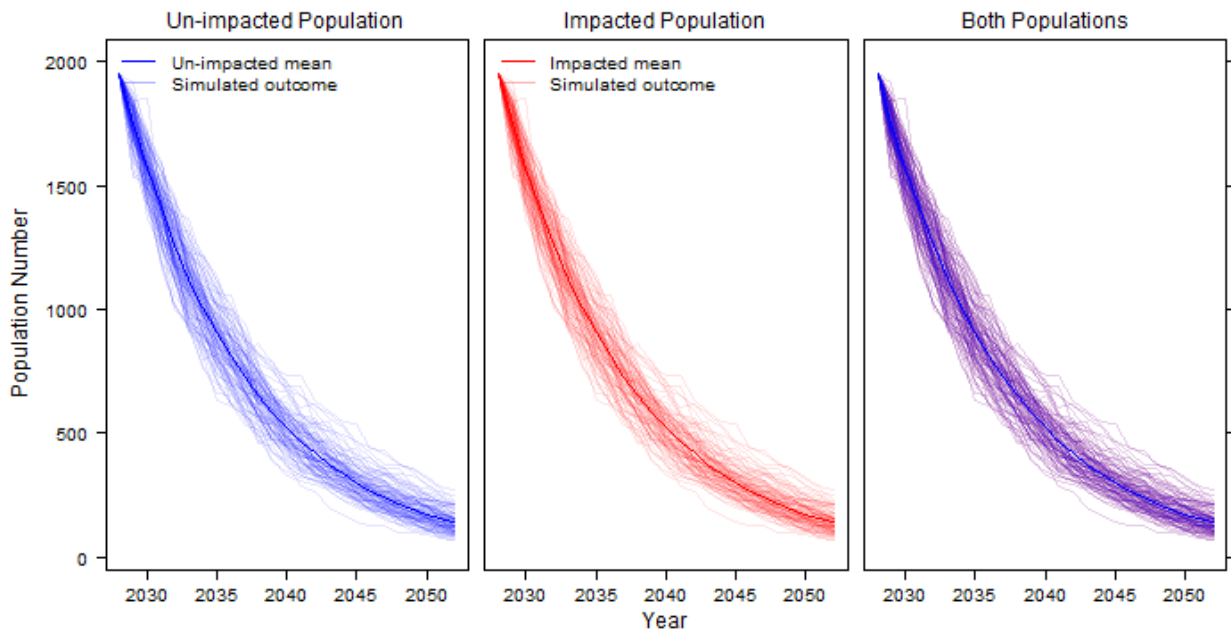 Un-impacted Population
Impacted Population
Both Populations
Un-impacted mean
Simulated outcome
Impacted mean
Simulated outcome
Population Number
2000
1500
1000
500
0
2030 2035 2040 2045 2050
2030 2035 2040 2045 2050
2030 2035 2040 2045 2050
Year